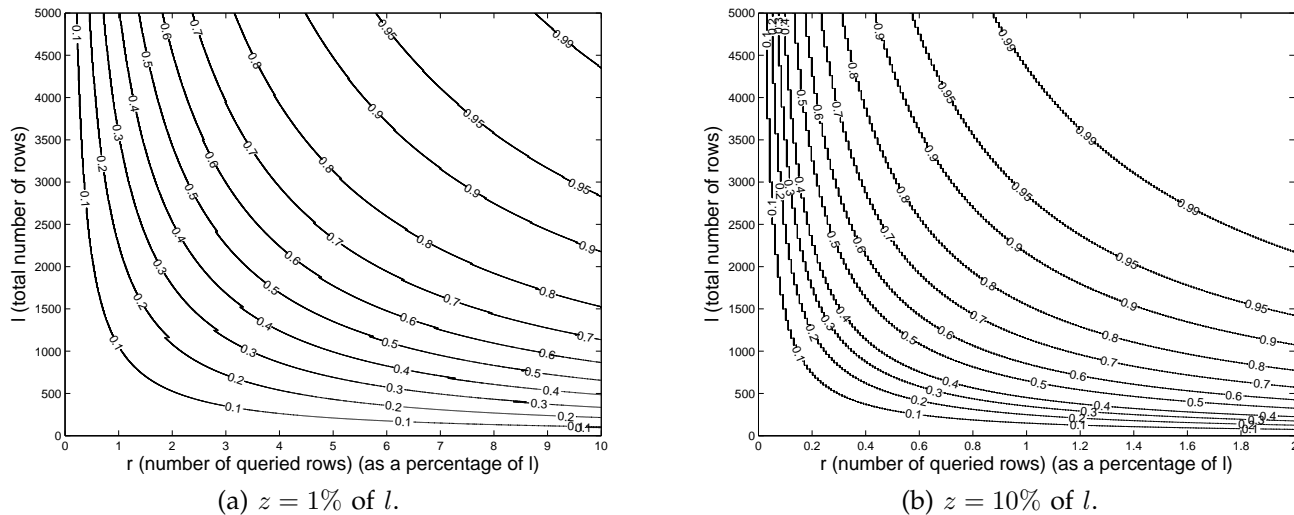 5000
4500
4000
3500
3000
2500
2000
1500
1000
500
0
l (total number of rows)
0 1 2 3 4 5 6 7 8 9 10
r (number of queried rows) (as a percentage of l)
0.1 0.2 0.3 0.4 0.5 0.6 0.7 0.8 0.9 0.95 0.99
(a) z = 1% of l.
5000
4500
4000
3500
3000
2500
2000
1500
1000
500
0
l (total number of rows)
0 0.2 0.4 0.6 0.8 1 1.2 1.4 1.6 1.8 2
r (number of queried rows) (as a percentage of l)
0.1 0.2 0.3 0.4 0.5 0.6 0.7 0.8 0.9 0.95 0.99
(b) z = 10% of l.